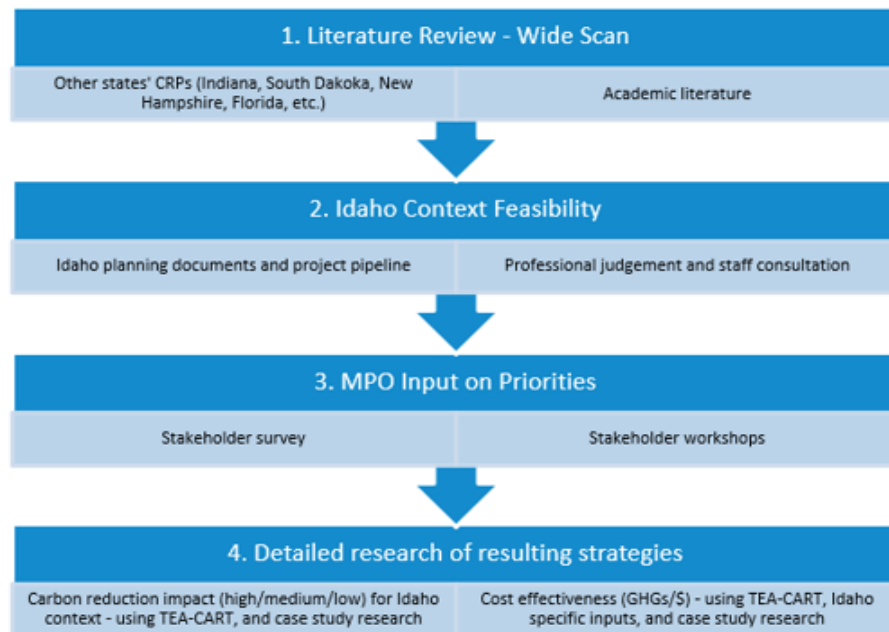 1. Literature Review - Wide Scan
Other states' CRPs (Indiana, South Dakoka, New
Hampshire, Florida, etc.)
Academic literature
2. Idaho Context Feasibility
Idaho planning documents and project pipeline
Professional judgement and staff consultation
3. MPO Input on Priorities
Stakeholder survey
Stakeholder workshops
4. Detailed research of resulting strategies
Carbon reduction impact (high/medium/low) for Idaho
context - using TEA-CART, and case study research
Cost effectiveness (GHGs/$) - using TEA-CART, Idaho
specific inputs, and case study research